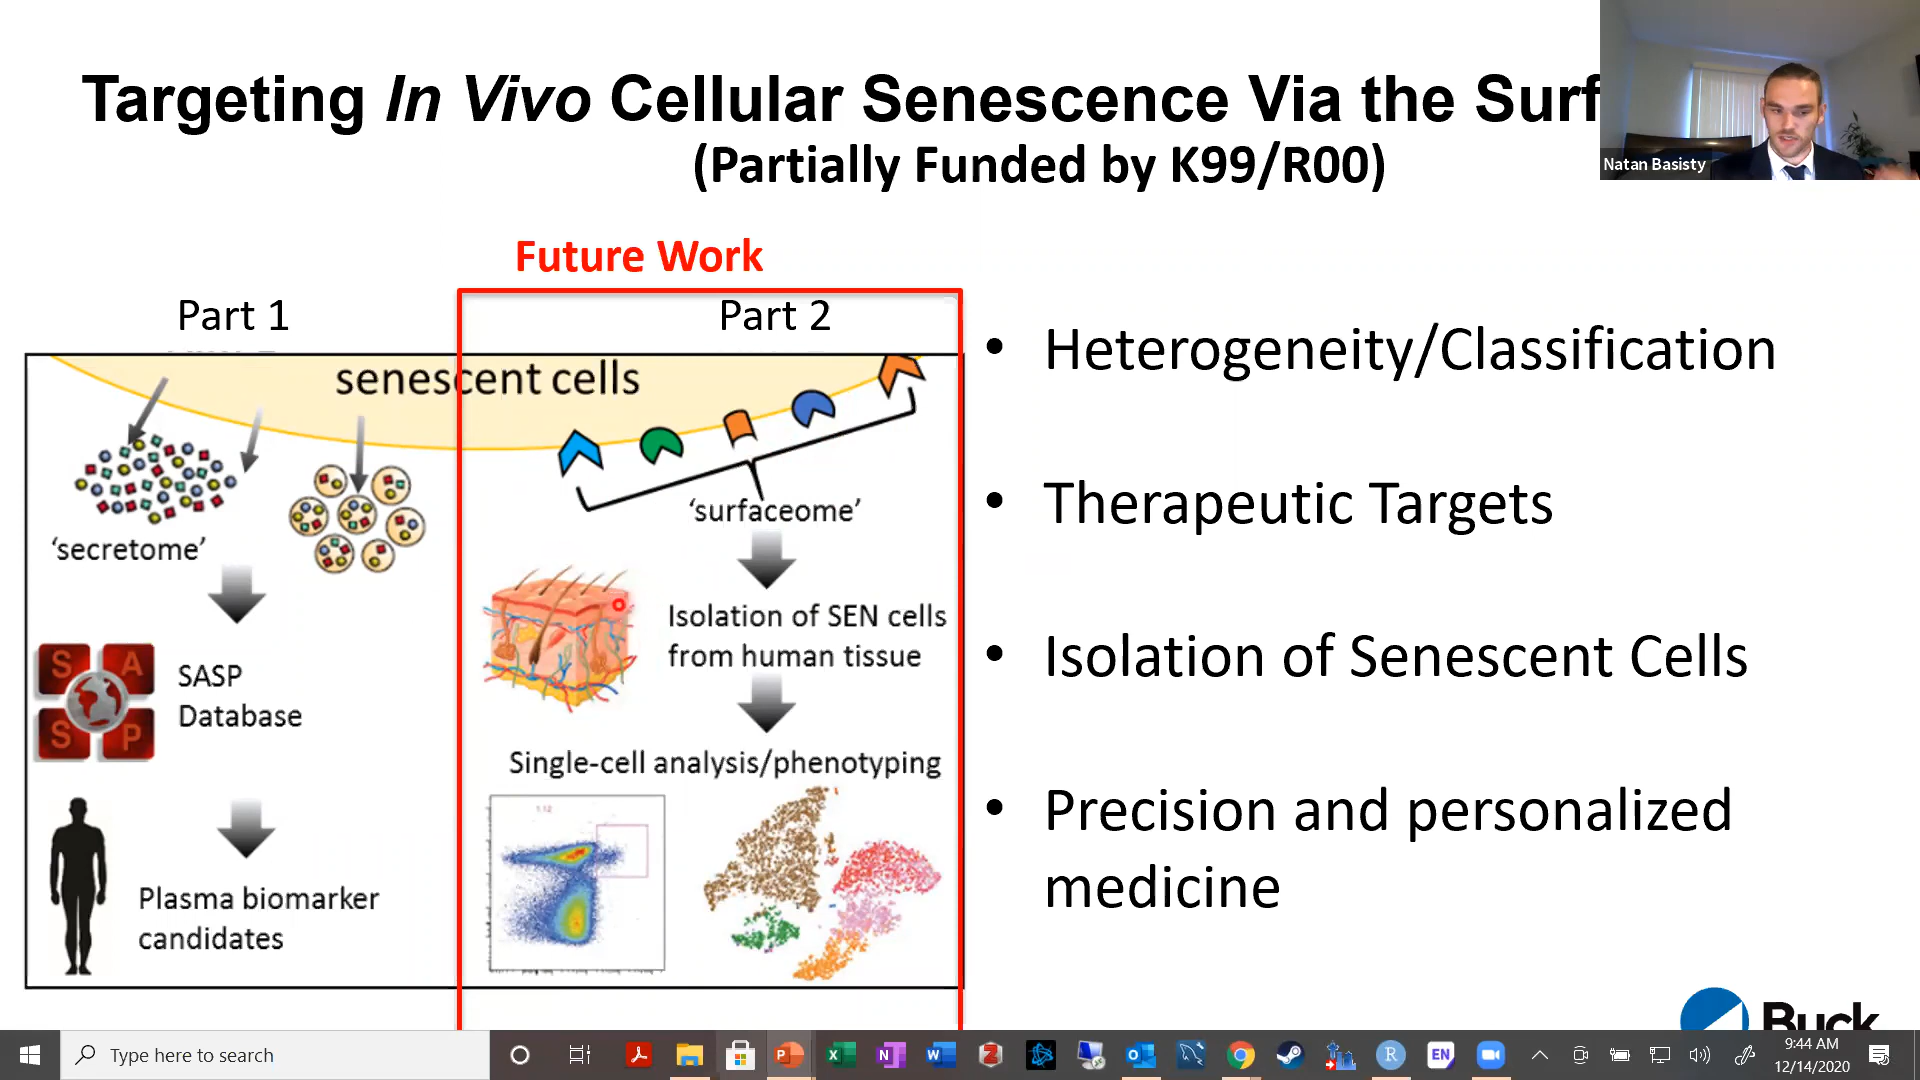 Targeting In Vivo Cellular Senescence Via the Surf
(Partially Funded by K99/R00)
Natan Basisty
Future Work
Part 1
Part 2
senescent cells
'secretome'
'surfaceome'
SASP
Database
S A
S P
Plasma biomarker
candidates
Isolation of SEN cells
from human tissue
Single-cell analysis/phenotyping
1.12
• Heterogeneity/Classification
• Therapeutic Targets
• Isolation of Senescent Cells
• Precision and personalized
medicine
Buck
Type here to search
EN
9:44 AM
12/14/2020